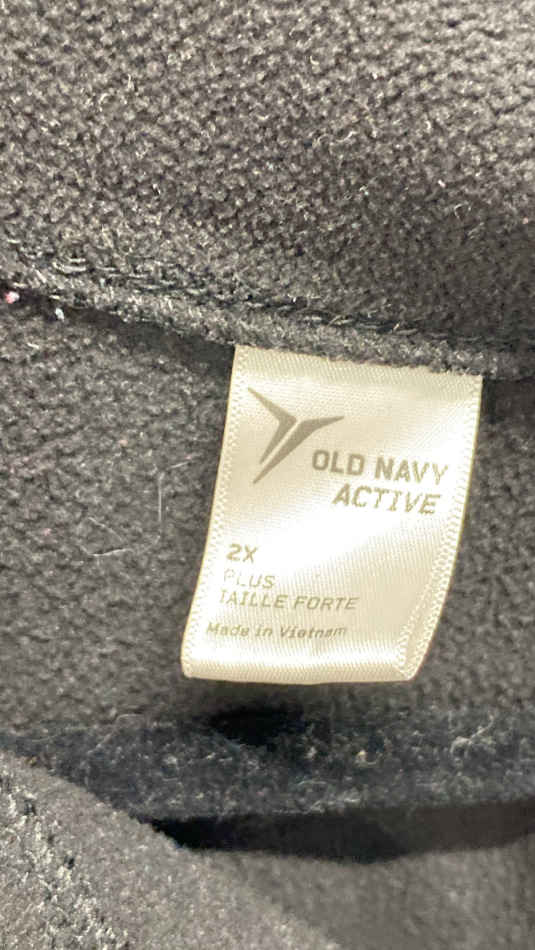 OLD NAVY
ACTIVE
2X
PLUS
TAILLE FORTE
Made in Vietnam